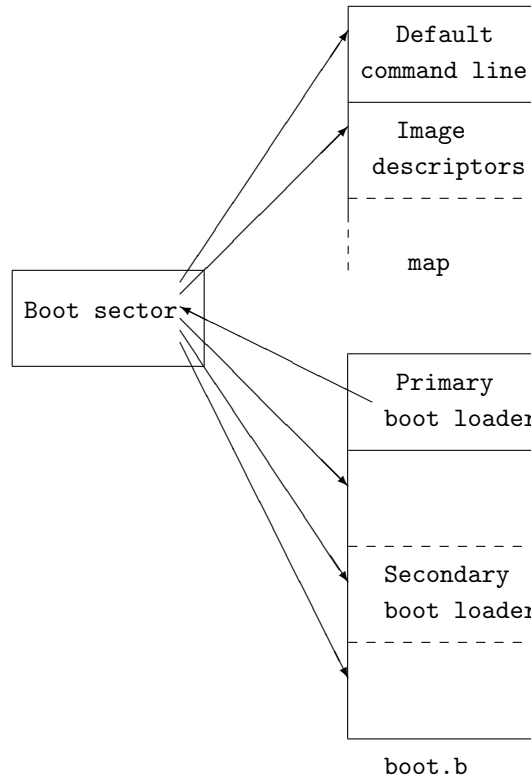 Default
command line
Image
descriptors
map
Boot sector
Primary
boot loader
Secondary
boot loader
boot.b